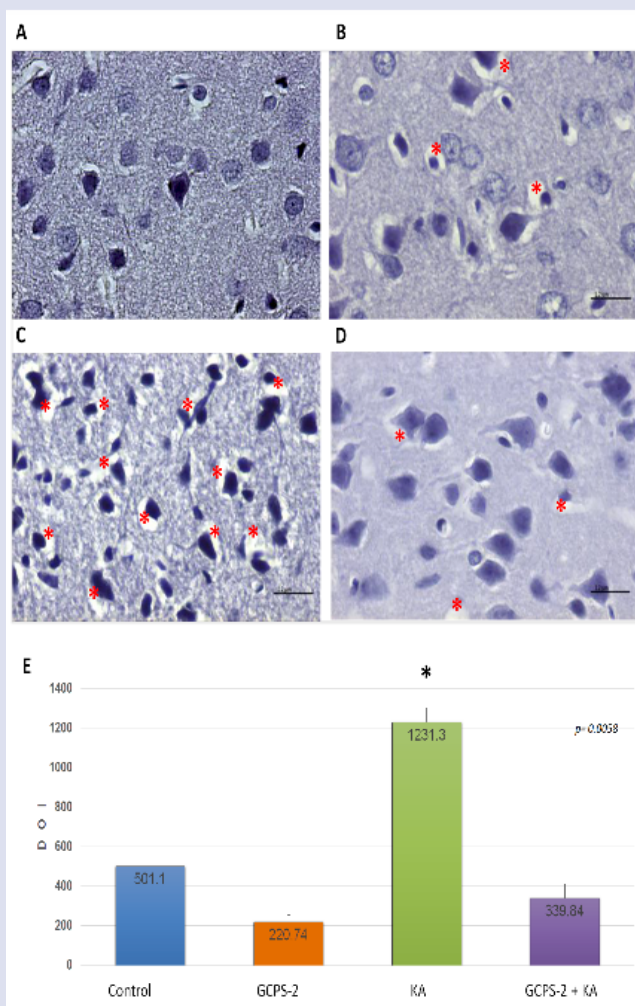 A
B
C
D
E
*
1400
1200
1000
800
600
400
200
0
D O I
501.1
220.74
1231.3
339.84
p= 0.0058
Control
GCPS-2
KA
GCPS-2 + KA